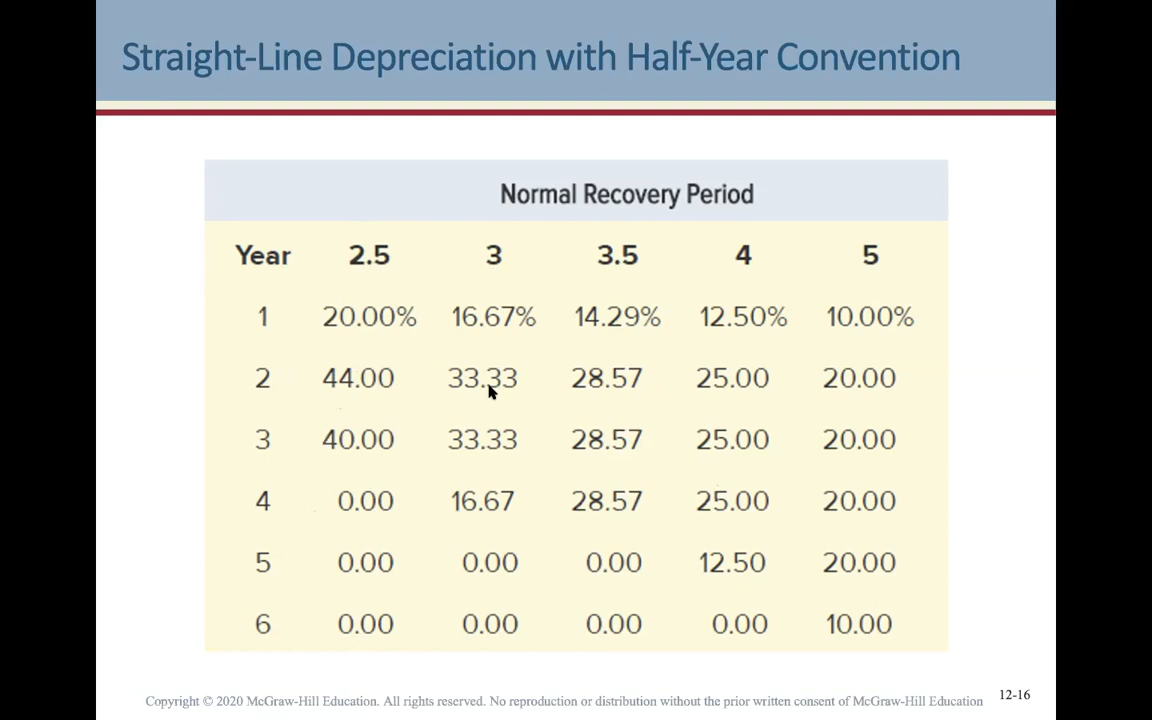 Straight-Line Depreciation with Half-Year Convention
Normal Recovery Period
Year 2.5 3 3.5 4 5
1 20.00% 16.67% 14.29% 12.50% 10.00%
2 44.00 33.33 28.57 25.00 20.00
3 40.00 33.33 28.57 25.00 20.00
4 0.00 16.67 28.57 25.00 20.00
5 0.00 0.00 0.00 12.50 20.00
6 0.00 0.00 0.00 0.00 10.00
Copyright © 2020 McGraw-Hill Education. All rights reserved. No reproduction or distribution without the prior written consent of McGraw-Hill Education 12-16